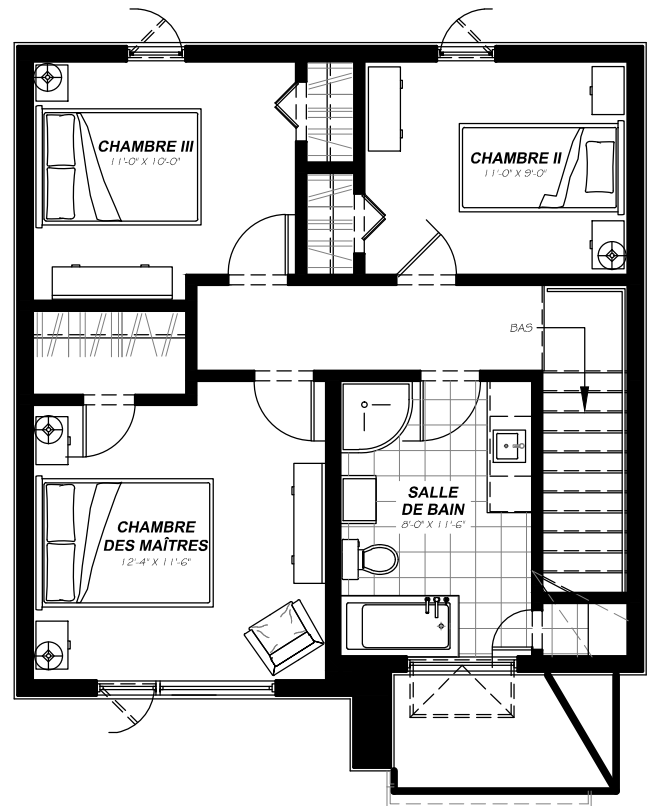 CHAMBRE III
11'-0" X 10'-0"
CHAMBRE II
11'-0" X 9'-0"
BAS
SALLE
DE BAIN
8'-0" X 11'-6"
CHAMBRE
DES MAÎTRES
12'-4" X 11'-6"